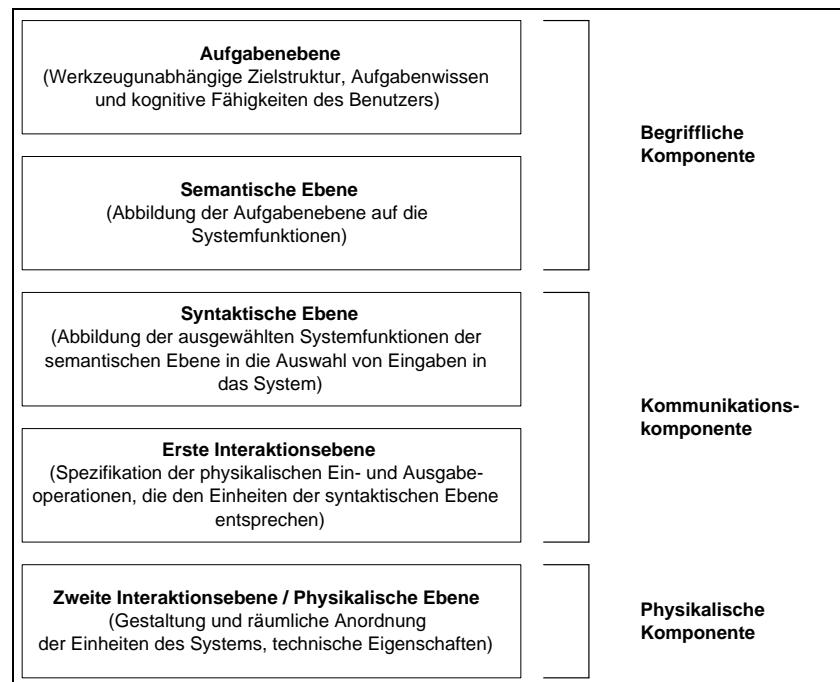 Aufgabenebene
(Werkzeugunabhängige Zielstruktur, Aufgabenwissen
und kognitive Fähigkeiten des Benutzers)
Semantische Ebene
(Abbildung der Aufgabenebene auf die
Systemfunktionen)
Begriffliche
Komponente
Syntaktische Ebene
(Abbildung der ausgewählten Systemfunktionen der
semantischen Ebene in die Auswahl von Eingaben in
das System)
Erste Interaktionsebene
(Spezifikation der physikalischen Ein- und Ausgabe-
operationen, die den Einheiten der syntaktischen Ebene
entsprechen)
Kommunikations-
komponente
Zweite Interaktionsebene / Physikalische Ebene
(Gestaltung und räumliche Anordnung
der Einheiten des Systems, technische Eigenschaften)
Physikalische
Komponente